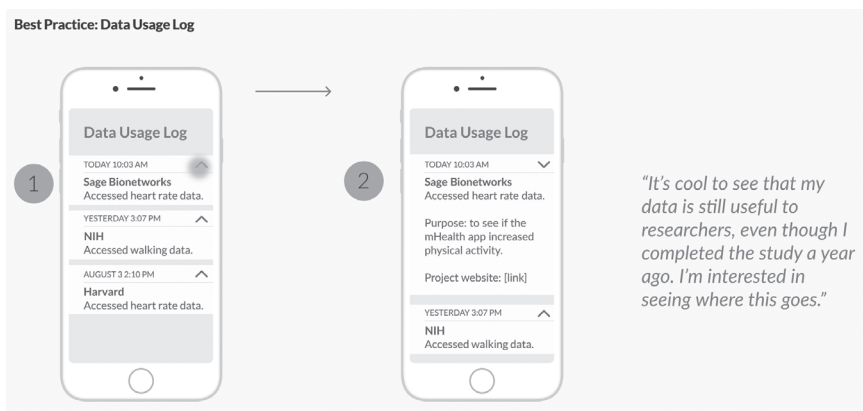 Best Practice: Data Usage Log
1
Data Usage Log
TODAY 10:03 AM
Sage Bionetworks
Accessed heart rate data.
YESTERDAY 3:07 PM
NIH
Accessed walking data.
AUGUST 3 2:10 PM
Harvard
Accessed heart rate data.
2
Data Usage Log
TODAY 10:03 AM
Sage Bionetworks
Accessed heart rate data.
Purpose: to see if the
mHealth app increased
physical activity.
Project website: [link]
YESTERDAY 3:07 PM
NIH
Accessed walking data.
“It’s cool to see that my
data is still useful to
researchers, even though I
completed the study a year
ago. I’m interested in
seeing where this goes.”